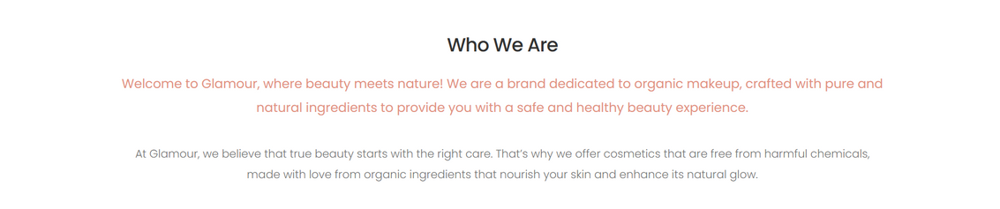 Who We Are
Welcome to Glamour, where beauty meets nature! We are a brand dedicated to organic makeup, crafted with pure and
natural ingredients to provide you with a safe and healthy beauty experience.
At Glamour, we believe that true beauty starts with the right care. That's why we offer cosmetics that are free from harmful chemicals,
made with love from organic ingredients that nourish your skin and enhance its natural glow.